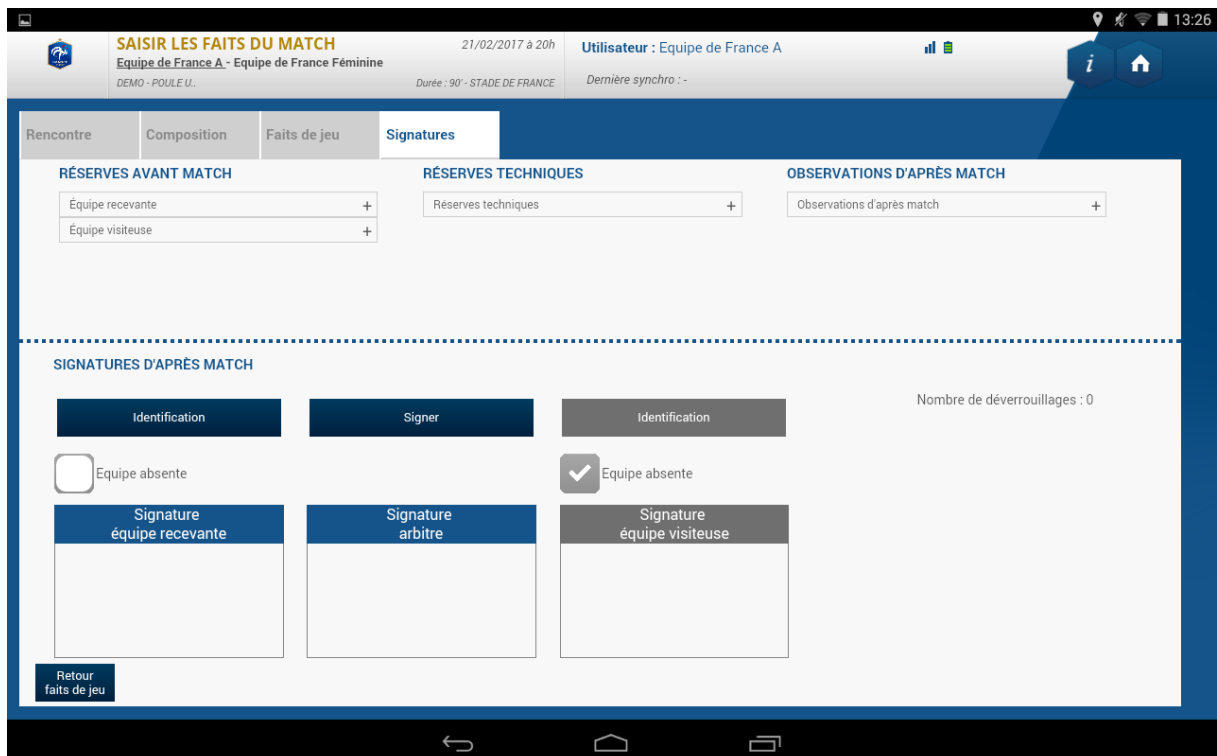 13:26
SAISIR LES FAITS DU MATCH
21/02/2017 à 20h
Equipe de France A - Equipe de France Féminine
DEMO - POULE U..
Durée : 90' - STADE DE FRANCE
Utilisateur : Equipe de France A
Dernière synchro : -
i
Rencontre
Composition
Faits de jeu
Signatures
RÉSERVES AVANT MATCH
Équipe recevante +
Équipe visiteuse +
RÉSERVES TECHNIQUES
Réserves techniques +
OBSERVATIONS D'APRÈS MATCH
Observations d'après match +
SIGNATURES D'APRÈS MATCH
Identification
Signer
Identification
Nombre de déverrouillages : 0
Equipe absente
Equipe absente
Signature
équipe recevante
Signature
arbitre
Signature
équipe visiteuse
Retour
faits de jeu